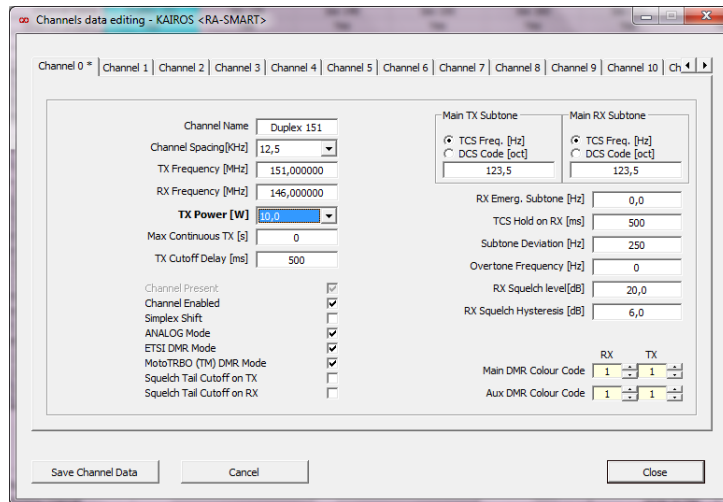 Channels data editing - KAIROS <RA-SMART>
Channel 0 * Channel 1 Channel 2 Channel 3 Channel 4 Channel 5 Channel 6 Channel 7 Channel 8 Channel 9 Channel 10
Channel Name Duplex 151
Channel Spacing[KHz] 12,5
TX Frequency [MHz] 151,000000
RX Frequency [MHz] 146,000000
TX Power [W] 10,0
Max Continuous TX [s] 0
TX Cutoff Delay [ms] 500
Channel Present
Channel Enabled
Simplex Shift
ANALOG Mode
ETSI DMR Mode
MotoTRBO (TM) DMR Mode
Squelch Tail Cutoff on TX
Squelch Tail Cutoff on RX
Main TX Subtone
TCS Freq. [Hz]
DCS Code [oct]
123,5
Main RX Subtone
TCS Freq. [Hz]
DCS Code [oct]
123,5
RX Emerg. Subtone [Hz] 0,0
TCS Hold on RX [ms] 500
Subtone Deviation [Hz] 250
Overtone Frequency [Hz] 0
RX Squelch level[dB] 20,0
RX Squelch Hysteresis [dB] 6,0
RX TX
Main DMR Colour Code 1 1
Aux DMR Colour Code 1 1
Save Channel Data Cancel Close